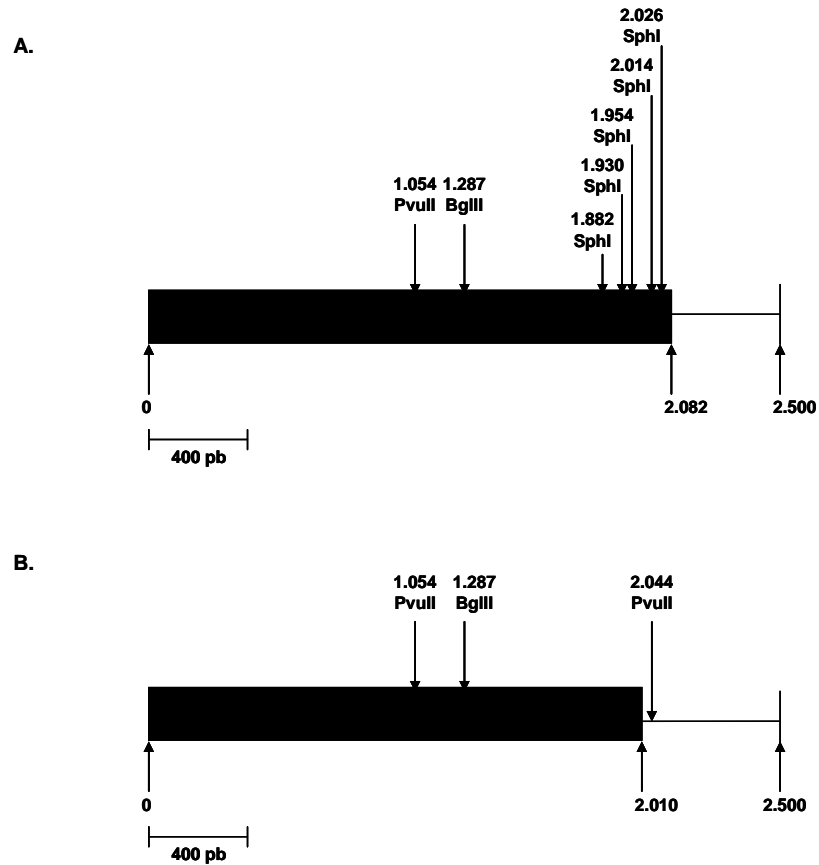 A.
2.026
SphI
2.014
SphI
1.954
SphI
1.930
SphI
1.882
SphI
1.054 1.287
PvuII BglII
0
2.082
2.500
400 pb
B.
1.054 1.287 2.044
PvuII BglII PvuII
0
2.010
2.500
400 pb